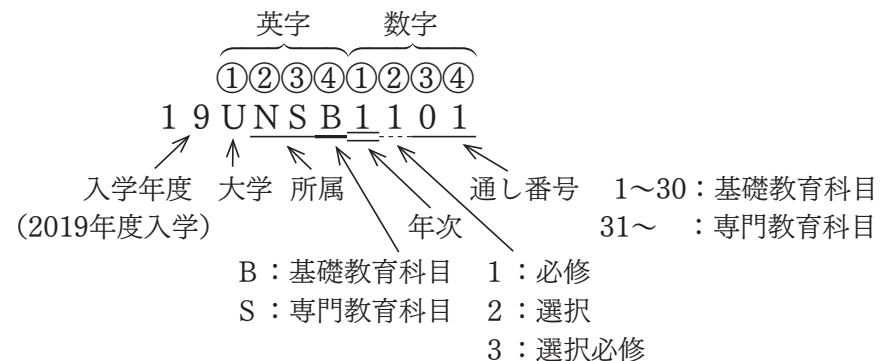 英字 数字
①②③④①②③④
19UNSB1101
入学年度 大学 所属 通し番号 1～30：基礎教育科目
（2019年度入学） 年次 31～ ：専門教育科目
B：基礎教育科目 1：必修
S：専門教育科目 2：選択
3：選択必修